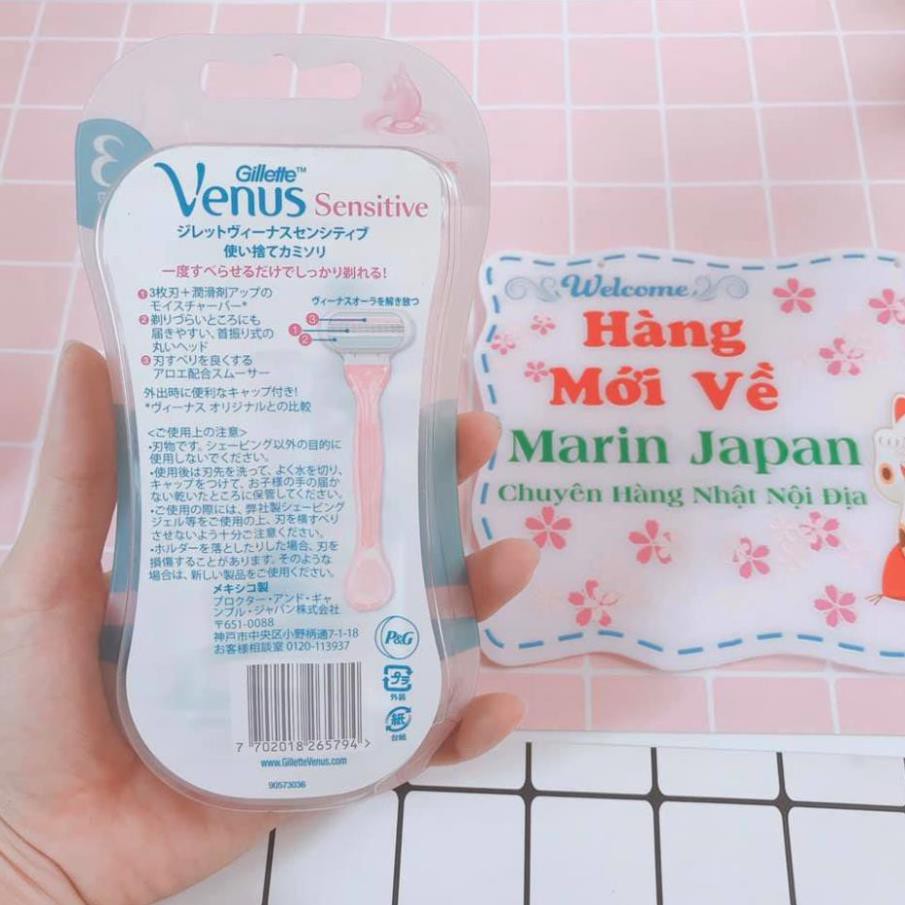 Gillette™
Venus Sensitive
ジレットヴィーナスセンシティブ
使い捨てカミソリ
一度すべらせるだけでしっかり剃れる!
❶3枚刃+潤滑剤アップの
モイスチャーバー*
❷剃りづらいところにも
届きやすい、首振り式の
丸いヘッド
❸刃すべりを良くする
アロエ配合スムーサー
外出時に便利なキャップ付き!
*ヴィーナス オリジナルとの比較
ヴィーナスオーラを解き放つ
❸
❶
❷
<ご使用上の注意>
・刃物です。シェービング以外の目的に
使用しないでください。
・使用後は刃先を洗って、よく水を切り、
キャップをつけて、お子様の手の届か
ない乾いたところに保管してください。
・ご使用の際には、弊社製シェービング
ジェル等をご使用の上、刃を横すべり
させないよう十分ご注意ください。
・ホルダーを落としたりした場合、刃を
損傷することがあります。そのような
場合は、新しい製品をご使用ください。
メキシコ製
プロクター・アンド・ギャ
ンブル・ジャパン株式会社
〒651-0088
神戸市中央区小野柄通7-1-18
お客様相談室 0120-113937
P&G
プラ
外装
紙
台紙
7 702018 265794 >
www.GilletteVenus.com
90573036
Welcome
Hàng
Mới Về
Marin Japan
Chuyên Hàng Nhật Nội Địa